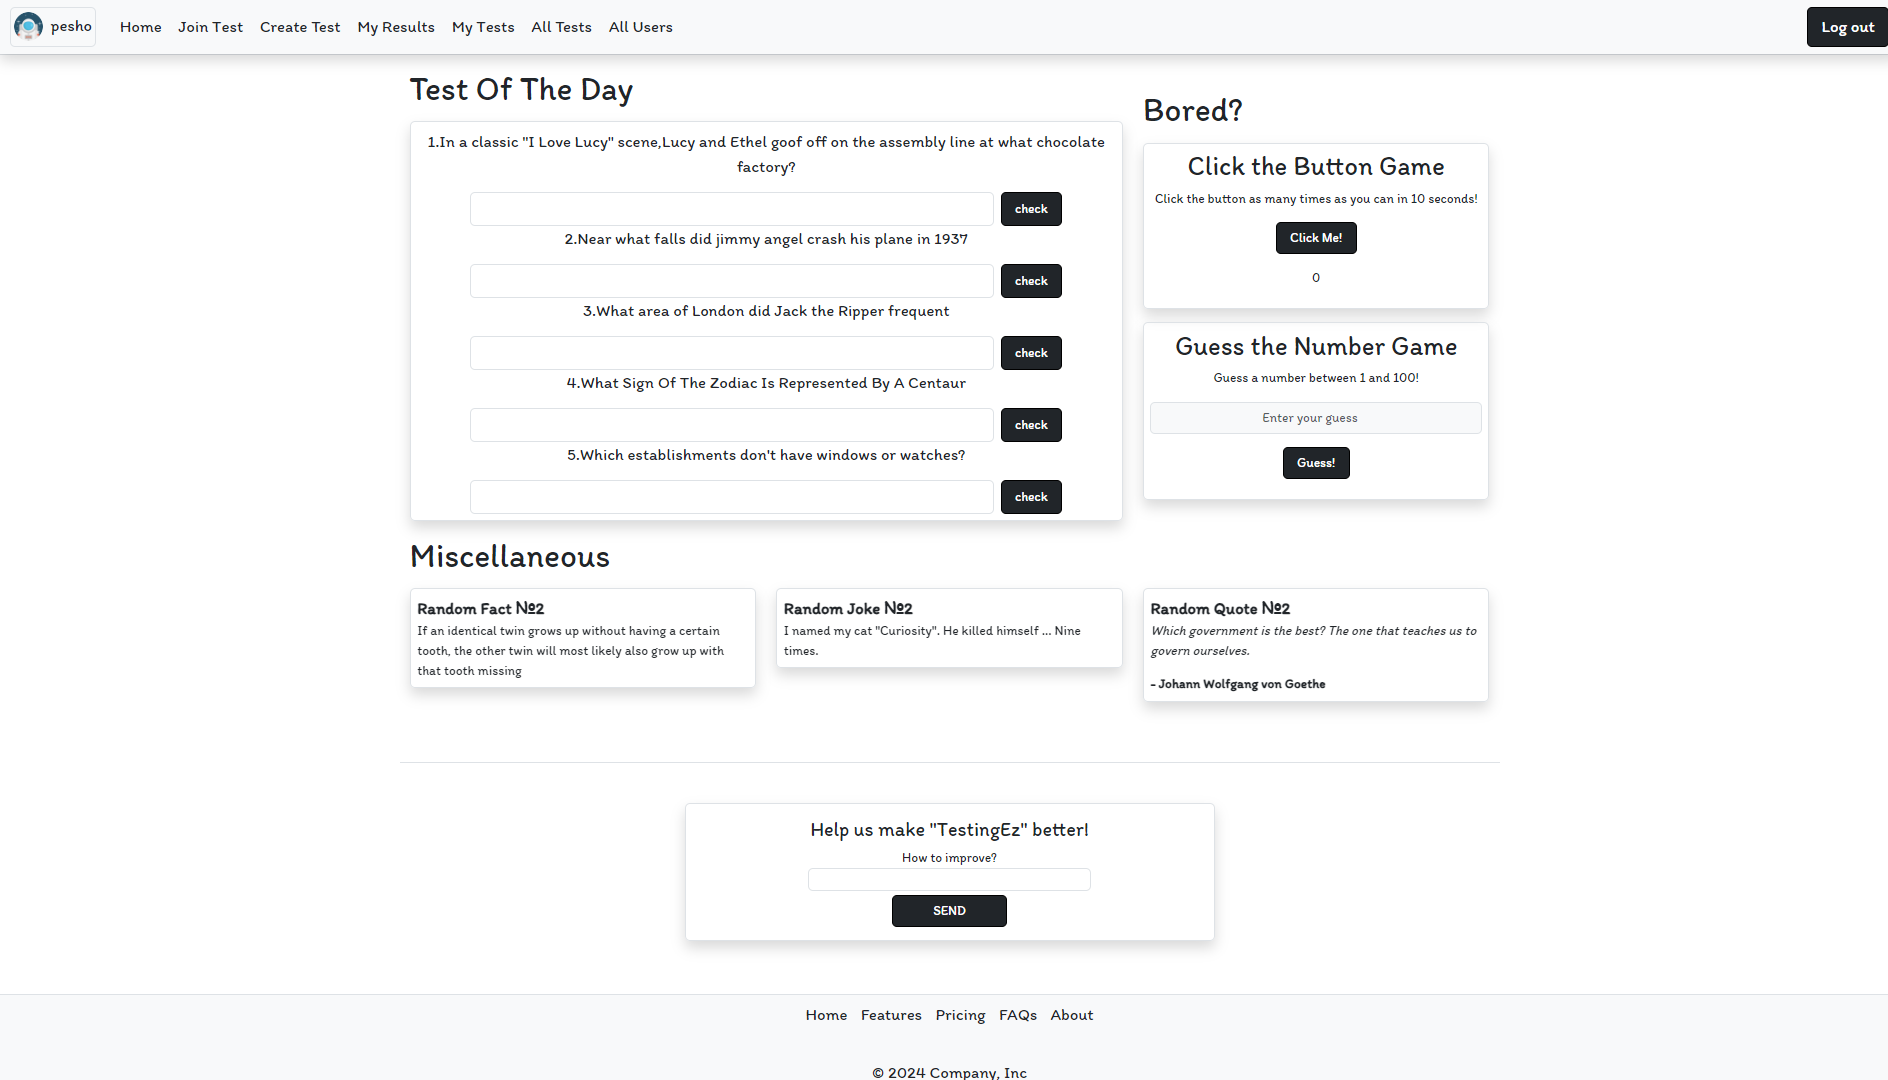 pesho
Home
Join Test
Create Test
My Results
My Tests
All Tests
All Users
Log out
Test Of The Day
1.In a classic "I Love Lucy" scene,Lucy and Ethel goof off on the assembly line at what chocolate
factory?
check
2.Near what falls did jimmy angel crash his plane in 1937
check
3.What area of London did Jack the Ripper frequent
check
4.What Sign Of The Zodiac Is Represented By A Centaur
check
5.Which establishments don't have windows or watches?
check
Bored?
Click the Button Game
Click the button as many times as you can in 10 seconds!
Click Me!
0
Guess the Number Game
Guess a number between 1 and 100!
Enter your guess
Guess!
Miscellaneous
Random Fact №2
If an identical twin grows up without having a certain
tooth, the other twin will most likely also grow up with
that tooth missing
Random Joke №2
I named my cat "Curiosity". He killed himself ... Nine
times.
Random Quote №2
Which government is the best? The one that teaches us to
govern ourselves.
- Johann Wolfgang von Goethe
Help us make "TestingEz" better!
How to improve?
SEND
Home
Features
Pricing
FAQs
About
© 2024 Company, Inc